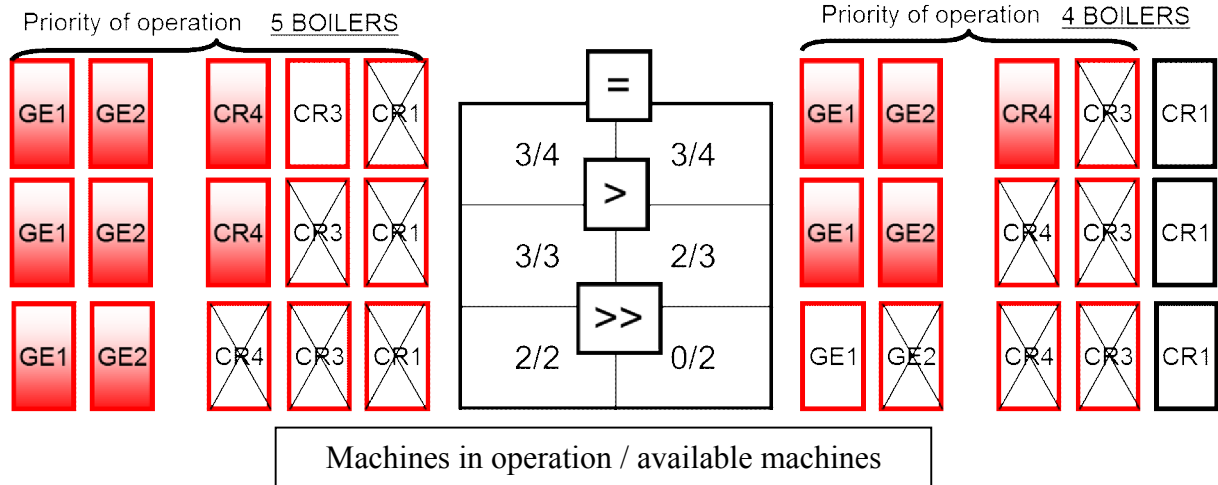 Priority of operation 5 BOILERS
Priority of operation 4 BOILERS
GE1 GE2 CR4 CR3 CR1
=
GE1 GE2 CR4 CR3 CR1
3/4 3/4
>
GE1 GE2 CR4 CR3 CR1
GE1 GE2 CR4 CR3 CR1
3/3 2/3
>>
GE1 GE2 CR4 CR3 CR1
GE1 GE2 CR4 CR3 CR1
2/2 0/2
Machines in operation / available machines